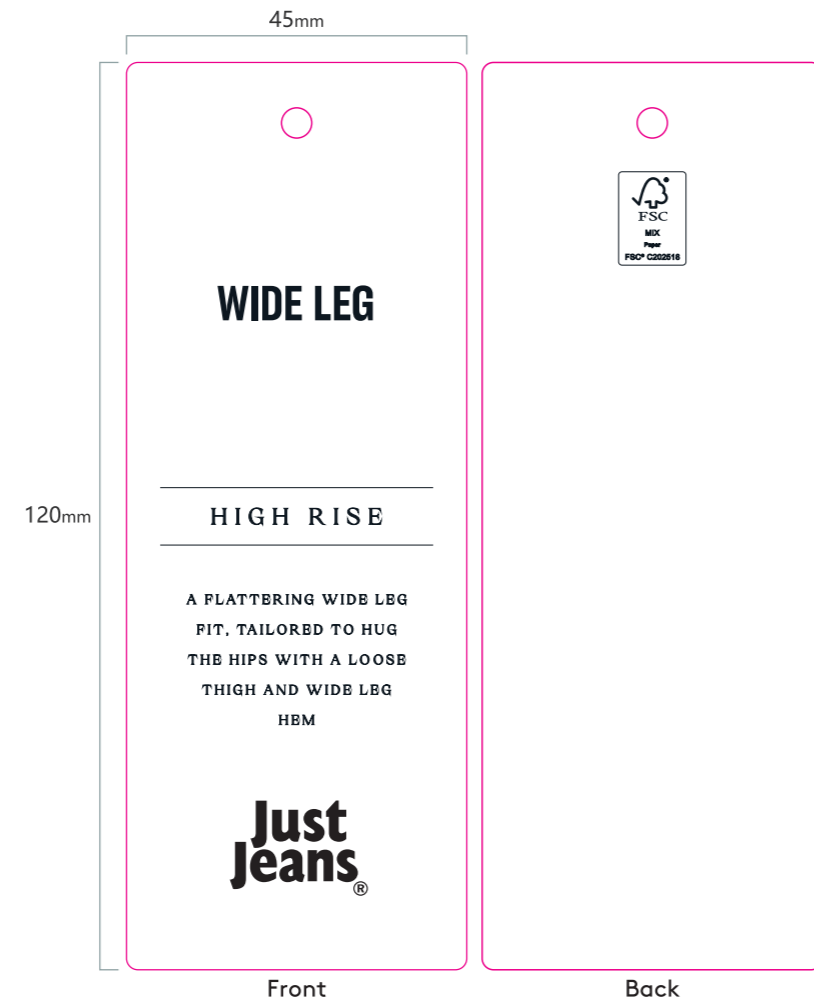 45mm
120mm
WIDE LEG
HIGH RISE
A FLATTERING WIDE LEG
FIT, TAILORED TO HUG
THE HIPS WITH A LOOSE
THIGH AND WIDE LEG
HEM
Just
Jeans®
Front
FSC
MIX
Paper
FSC® C202516
Back